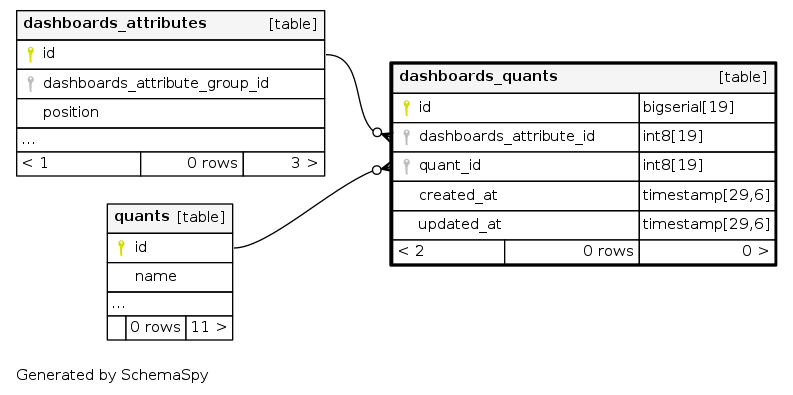 dashboards_attributes [table]
id
dashboards_attribute_group_id
position
...
< 1 0 rows 3 >
dashboards_quants [table]
id bigserial[19]
dashboards_attribute_id int8[19]
quant_id int8[19]
created_at timestamp[29,6]
updated_at timestamp[29,6]
< 2 0 rows 0 >
quants [table]
id
name
...
0 rows 11 >
Generated by SchemaSpy